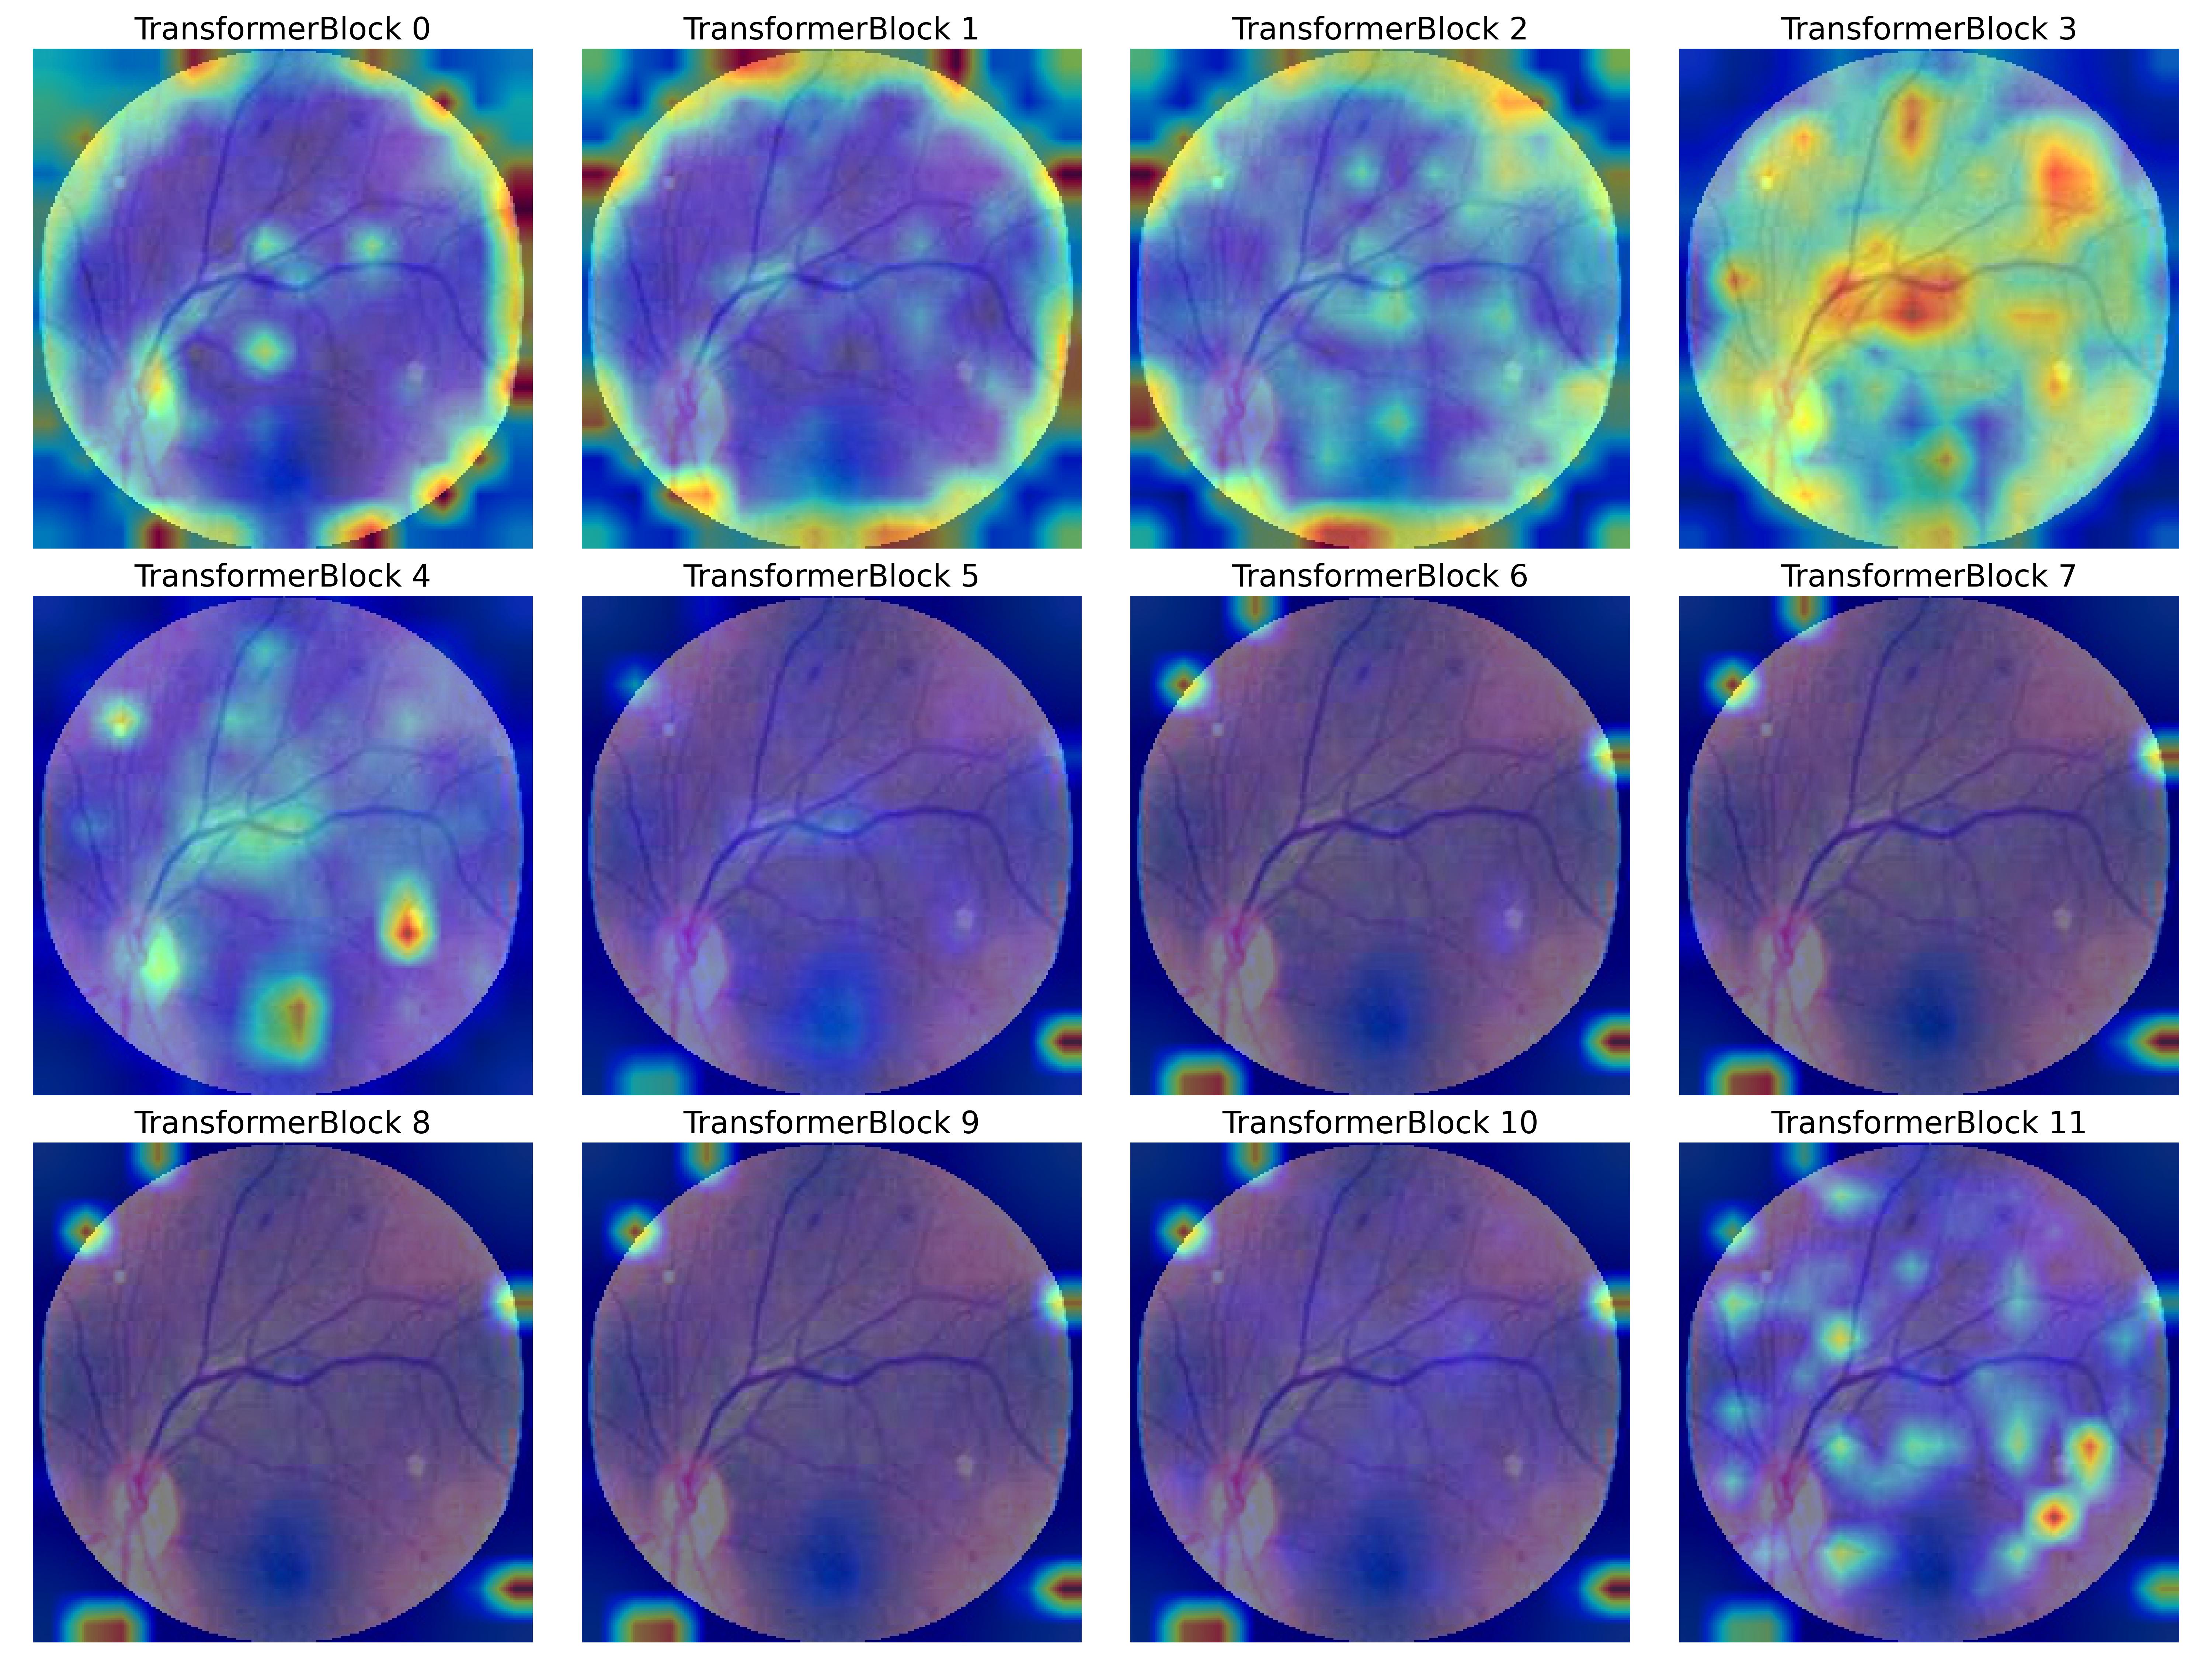 TransformerBlock 0
TransformerBlock 1
TransformerBlock 2
TransformerBlock 3
TransformerBlock 4
TransformerBlock 5
TransformerBlock 6
TransformerBlock 7
TransformerBlock 8
TransformerBlock 9
TransformerBlock 10
TransformerBlock 11